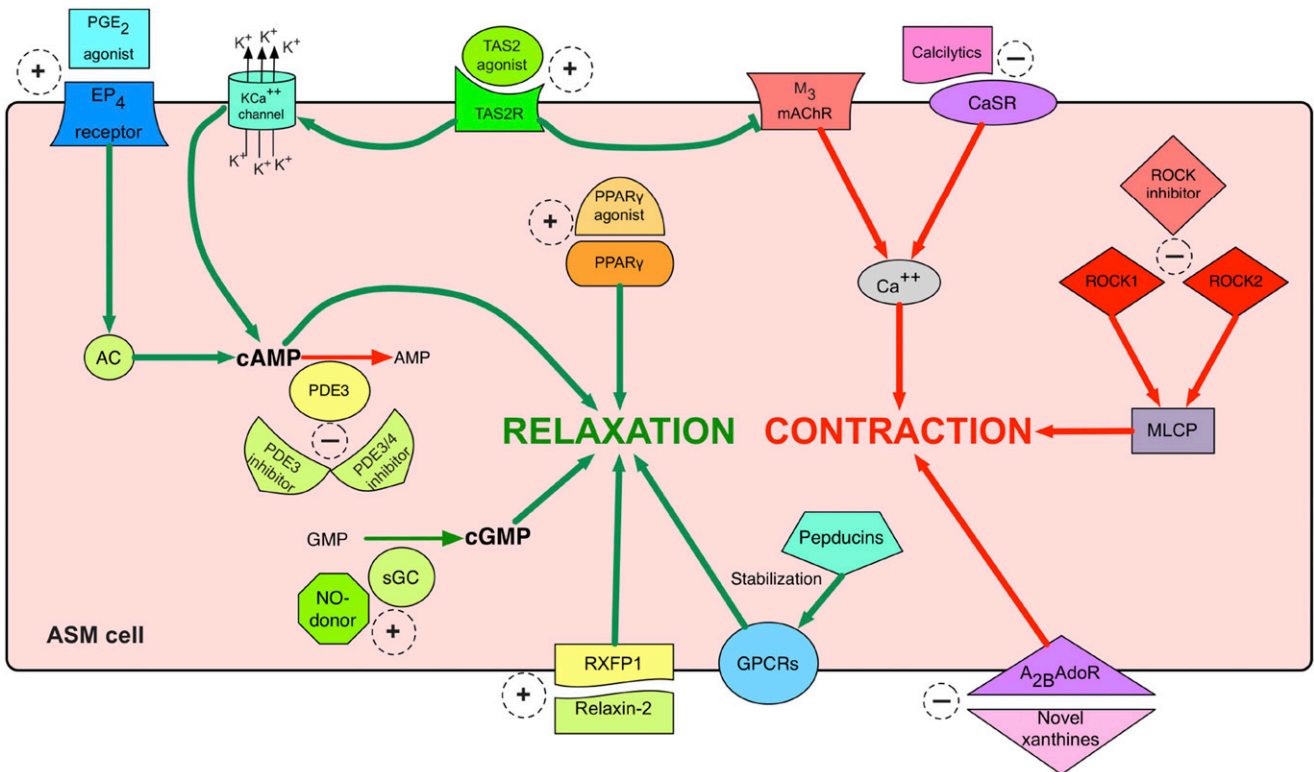 PGE2
agonist
+
EP4
receptor
K+ K+ K+
KCa++
channel
K+ K+ K+
TAS2
agonist
+
TAS2R
M3
mAChR
Calcilytics
−
CaSR
ROCK
inhibitor
−
ROCK1
ROCK2
PPARγ
agonist
+
PPARγ
Ca++
AC
cAMP
AMP
PDE3
−
PDE3
inhibitor
PDE3/4
inhibitor
RELAXATION
CONTRACTION
MLCP
GMP
cGMP
sGC
NO-
donor
+
Pepducins
Stabilization
ASM cell
RXFP1
+
Relaxin-2
GPCRs
A2BAdoR
−
Novel
xanthines